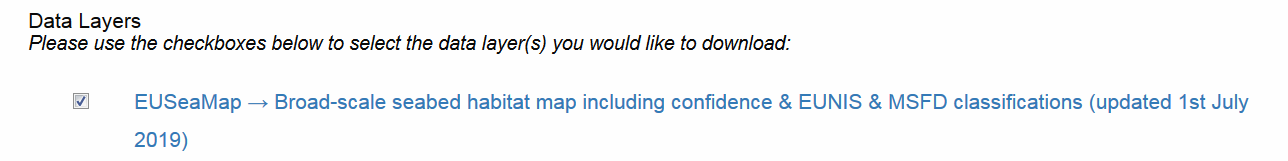 Data Layers
Please use the checkboxes below to select the data layer(s) you would like to download:
EUSeaMap → Broad-scale seabed habitat map including confidence & EUNIS & MSFD classifications (updated 1st July
2019)